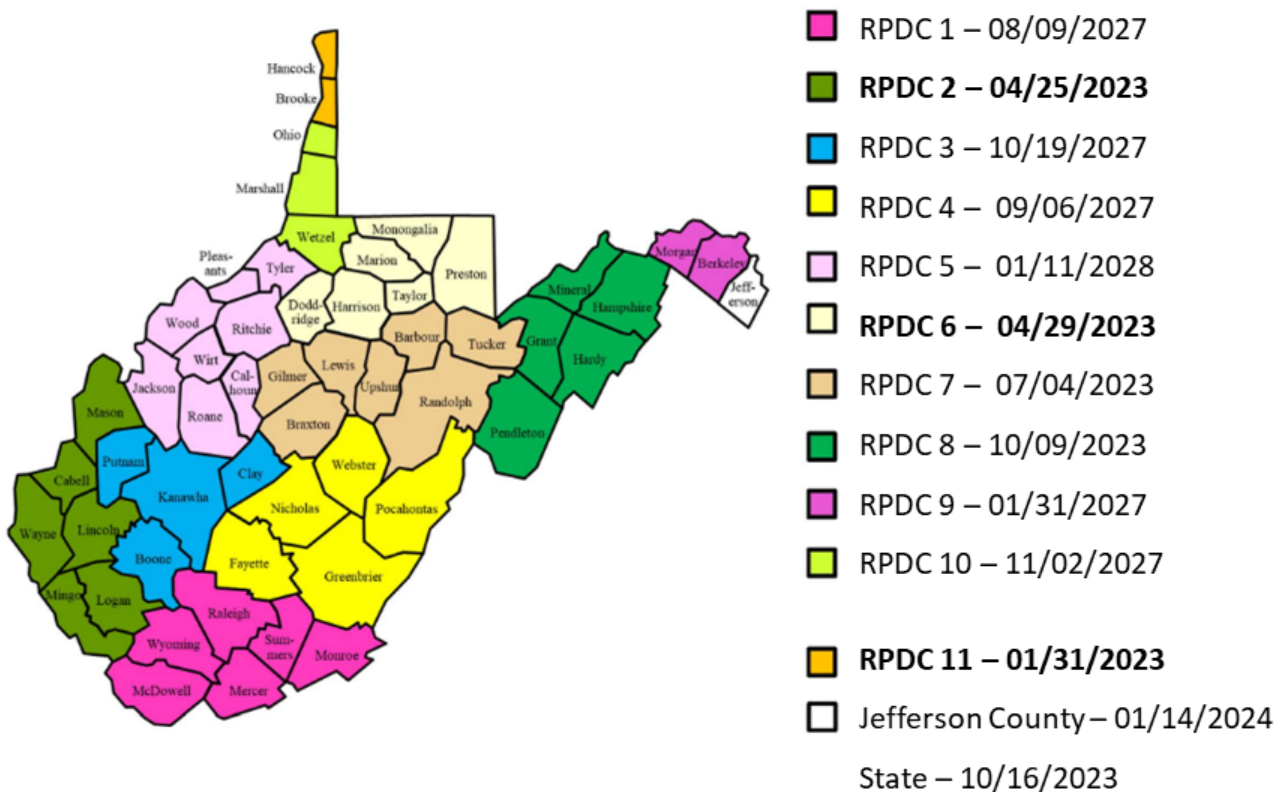 Hancock
Brooke
Ohio
Marshall
Wetzel
Monongalia
Marion
Preston
Taylor
Pleas-
ants
Tyler
Dodd-
ridge
Harrison
Wood
Ritchie
Wirt
Cal-
houn
Jackson
Roane
Gilmer
Lewis
Upshur
Barbour
Tucker
Randolph
Braxton
Mineral
Hampshire
Grant
Hardy
Pendleton
Morgan
Berkeley
Jeff-
erson
Mason
Putnam
Cabell
Kanawha
Clay
Wayne
Lincoln
Boone
Mingo
Logan
Webster
Nicholas
Pocahontas
Fayette
Greenbrier
Raleigh
Wyoming
Sum-
mers
Monroe
McDowell
Mercer
RPDC 1 – 08/09/2027
RPDC 2 – 04/25/2023
RPDC 3 – 10/19/2027
RPDC 4 – 09/06/2027
RPDC 5 – 01/11/2028
RPDC 6 – 04/29/2023
RPDC 7 – 07/04/2023
RPDC 8 – 10/09/2023
RPDC 9 – 01/31/2027
RPDC 10 – 11/02/2027
RPDC 11 – 01/31/2023
Jefferson County – 01/14/2024
State – 10/16/2023